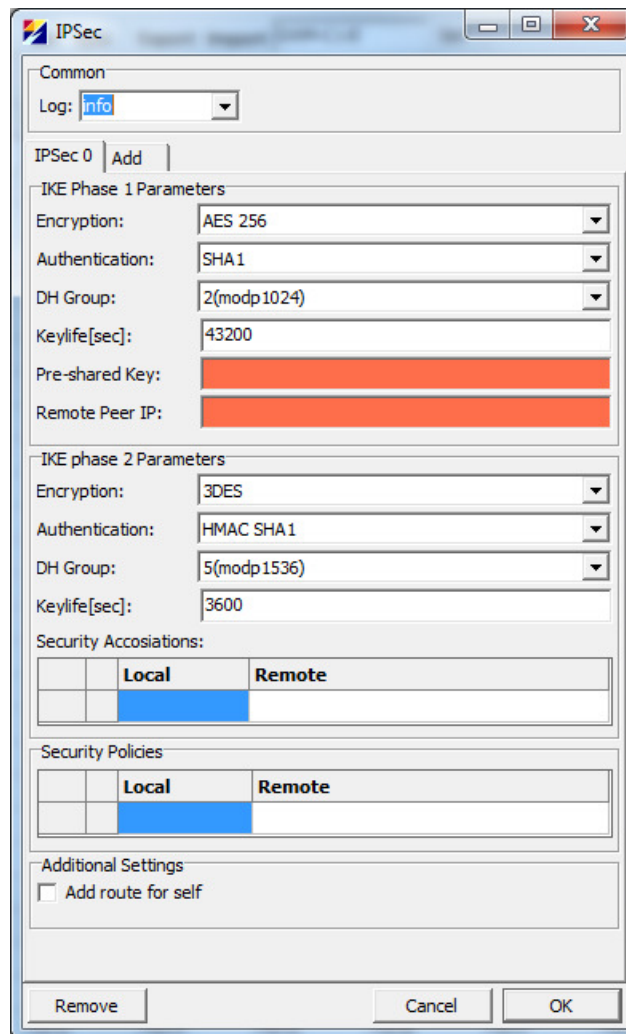 IPSec
Common
Log: info
IPSec 0 Add
IKE Phase 1 Parameters
Encryption: AES 256
Authentication: SHA1
DH Group: 2(modp1024)
Keylife[sec]: 43200
Pre-shared Key:
Remote Peer IP:
IKE phase 2 Parameters
Encryption: 3DES
Authentication: HMAC SHA1
DH Group: 5(modp1536)
Keylife[sec]: 3600
Security Accosiations:
Local Remote
Security Policies
Local Remote
Additional Settings
Add route for self
Remove Cancel OK